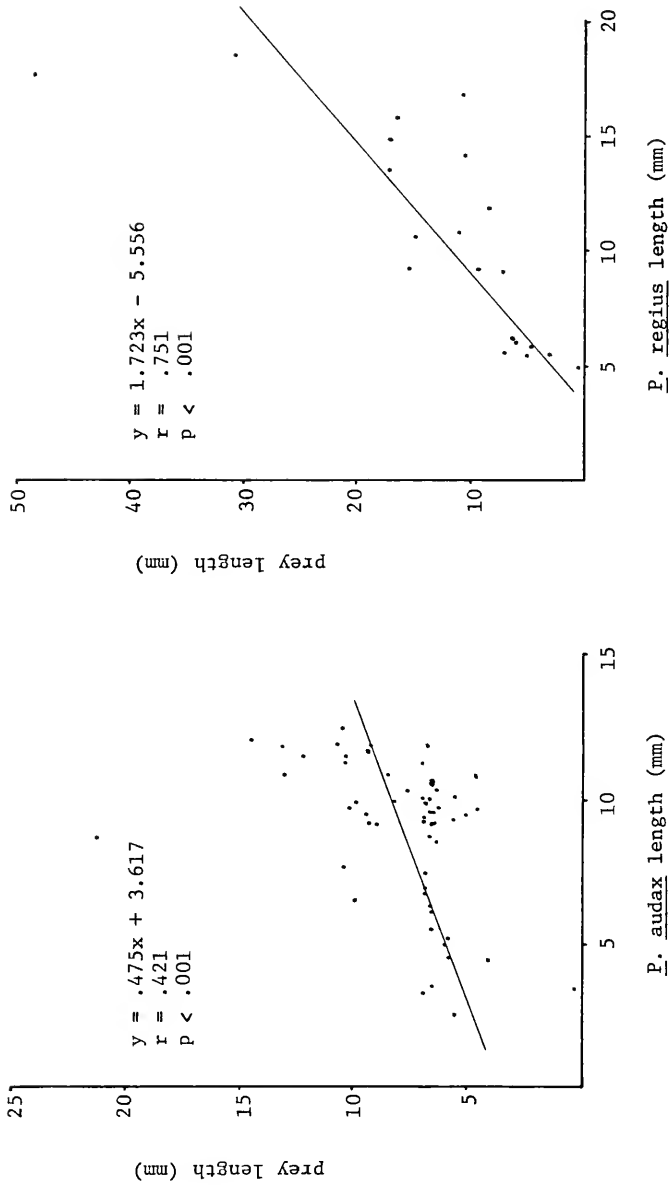 25
20
15
10
5
prey length (mm)
y = .475x + 3.617
r = .421
p < .001
5
10
15
P. audax length (mm)
50
40
30
20
10
prey length (mm)
y = 1.723x - 5.556
r = .751
p < .001
5
10
15
20
P. regius length (mm)